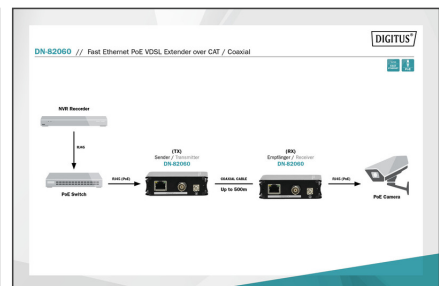 DIGITUS®
DN-82060 // Fast Ethernet PoE VDSL Extender over CAT / Coaxial
NVR Recorder
RJ45
(TX)
Sender / Transmitter
DN-82060
(RX)
Empfänger / Receiver
DN-82060
RJ45 (PoE)
COAXIAL CABLE
Up to 500m
RJ45 (PoE)
PoE Switch
PoE Camera